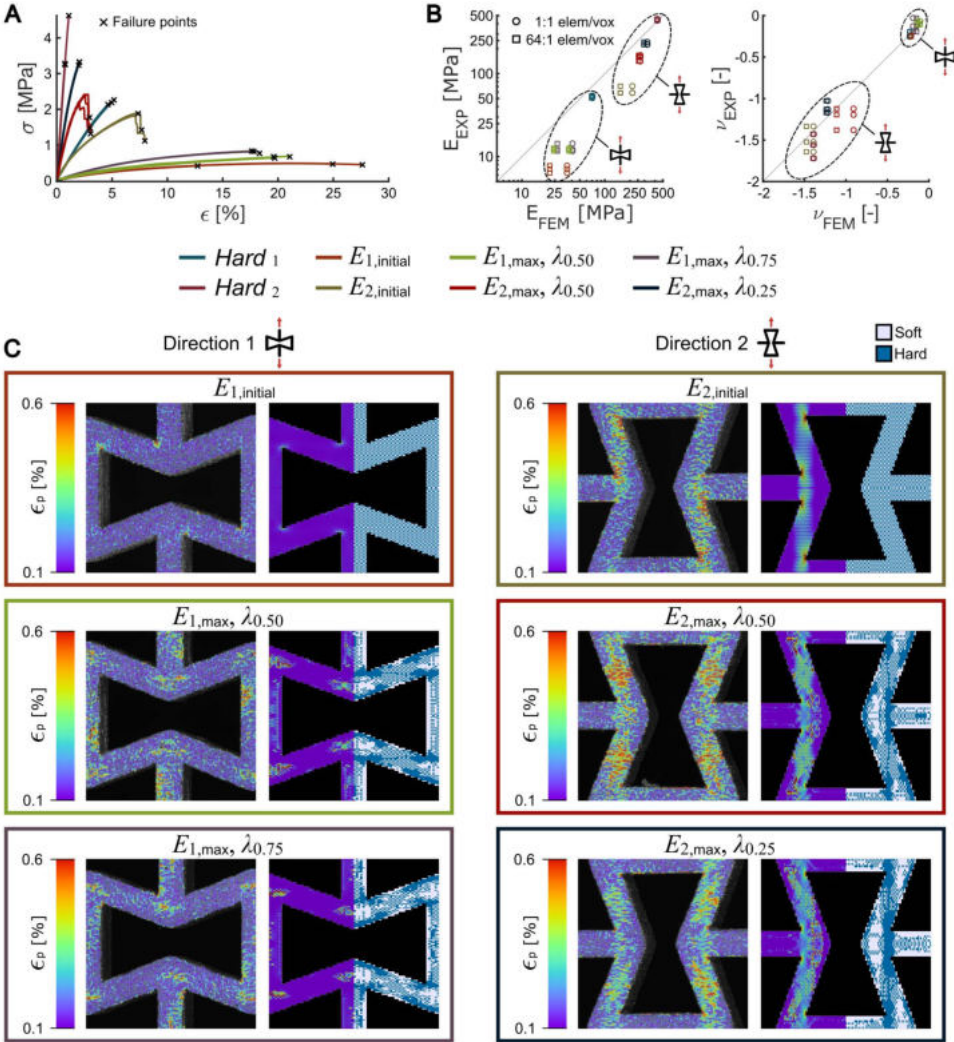 A
× Failure points
σ [MPa]
4
3
2
1
0
0 5 10 15 20 25 30
ϵ [%]
B
1:1 elem/vox
64:1 elem/vox
E_EXP [MPa]
450
250
100
50
25
10
25 50 100 250 500
E_FEM [MPa]
ν_EXP [-]
0
-0.5
-1
-1.5
-2
-2 -1.5 -1 -0.5 0
ν_FEM [-]
Hard 1
E1,initial
E1,max, λ0.50
E1,max, λ0.75
Hard 2
E2,initial
E2,max, λ0.50
E2,max, λ0.25
C
Direction 1
Direction 2
Soft
Hard
E1,initial
0.6
ϵp [%]
0.1
E2,initial
0.6
ϵp [%]
0.1
E1,max, λ0.50
0.6
ϵp [%]
0.1
E2,max, λ0.50
0.6
ϵp [%]
0.1
E1,max, λ0.75
0.6
ϵp [%]
0.1
E2,max, λ0.25
0.6
ϵp [%]
0.1